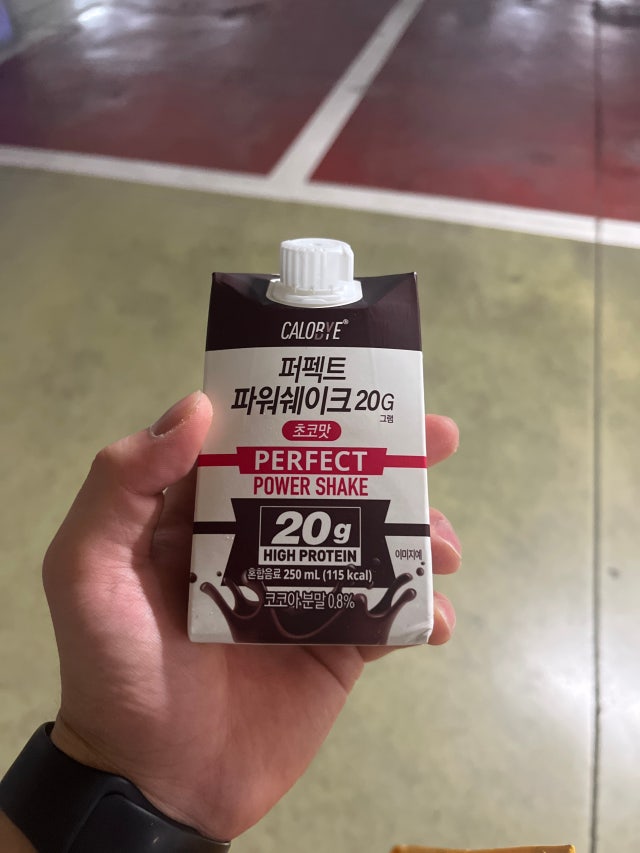 CALOBYE®
퍼펙트
파워쉐이크 20G
그램
초코맛
PERFECT
POWER SHAKE
20g
HIGH PROTEIN
이미지예
혼합음료 250 mL (115 kcal)
코코아분말 0.8%